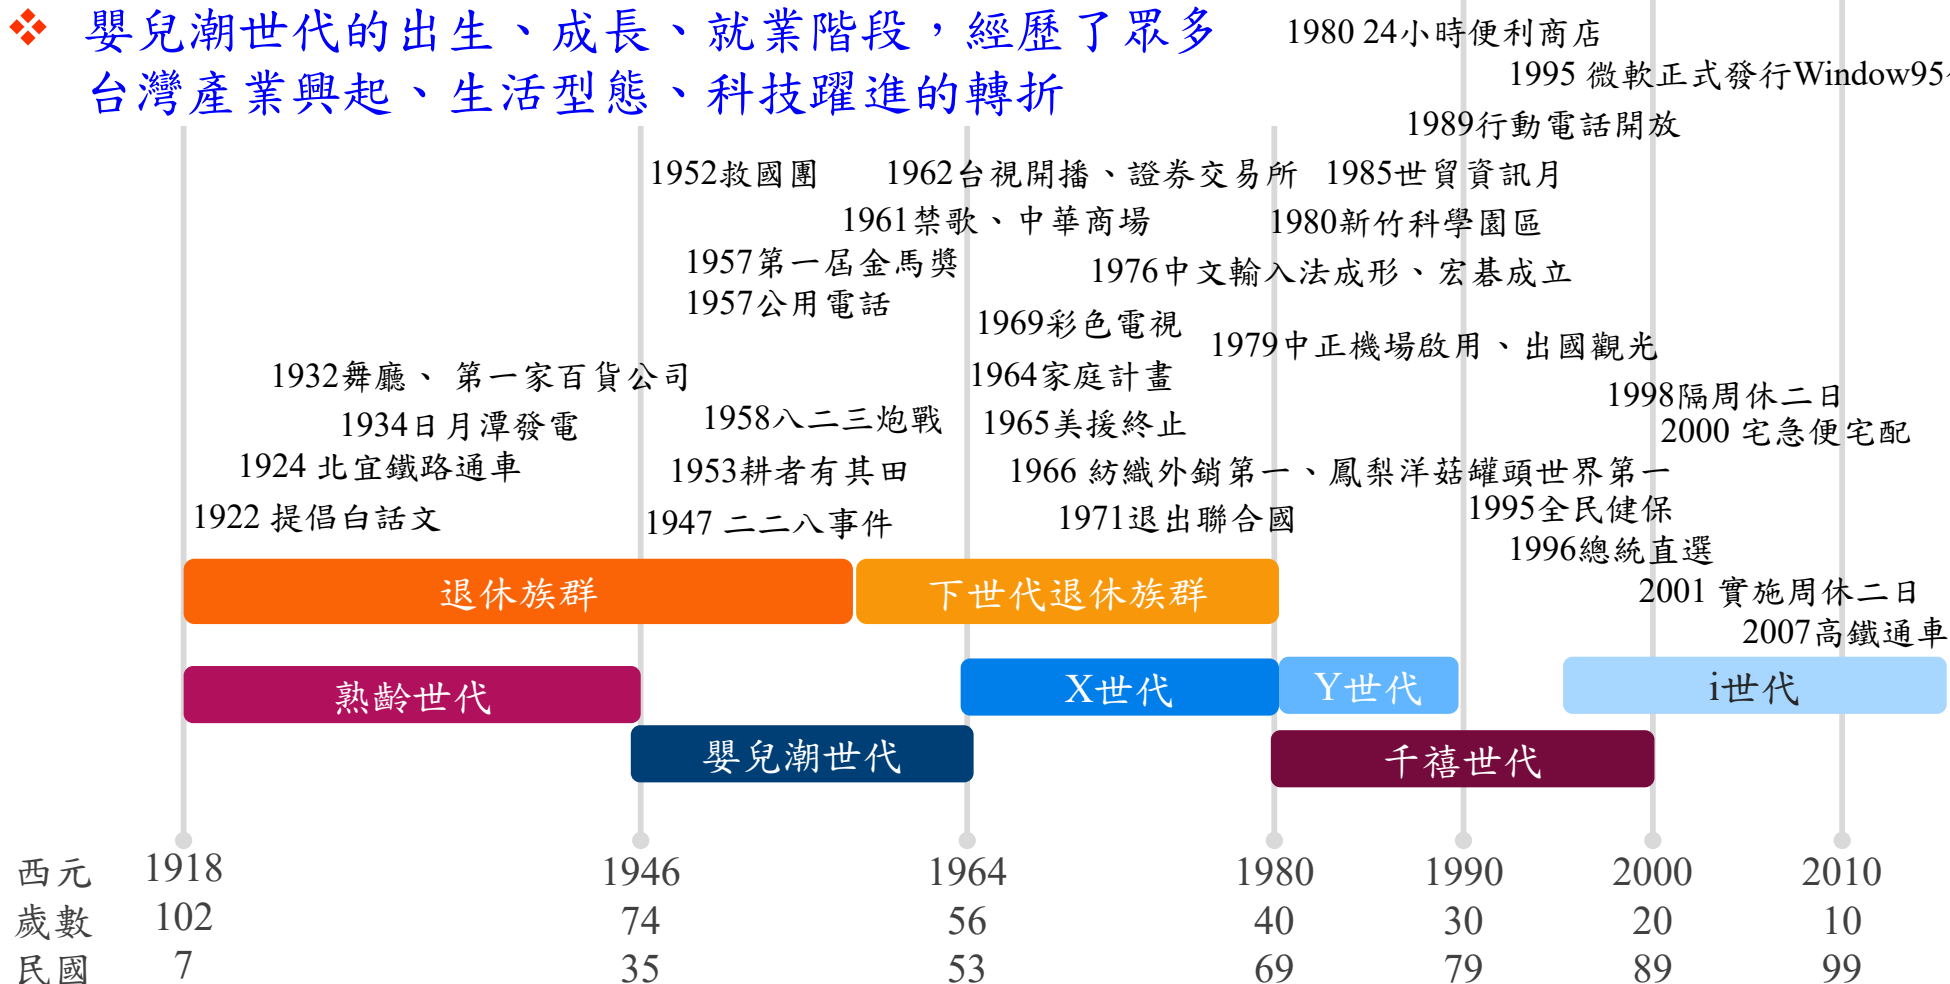 ❖ 嬰兒潮世代的出生、成長、就業階段，經歷了眾多
台灣產業興起、生活型態、科技躍進的轉折
1980 24小時便利商店
1995 微軟正式發行Window95
1989行動電話開放
1952救國團
1962台視開播、證券交易所
1985世貿資訊月
1961禁歌、中華商場
1980新竹科學園區
1957第一屆金馬獎
1976中文輸入法成形、宏碁成立
1957公用電話
1969彩色電視
1979中正機場啟用、出國觀光
1932舞廳、 第一家百貨公司
1964家庭計畫
1998隔周休二日
1934日月潭發電
1958八二三炮戰
1965美援終止
2000 宅急便宅配
1924 北宜鐵路通車
1953耕者有其田
1966 紡織外銷第一、鳳梨洋菇罐頭世界第一
1922 提倡白話文
1947 二二八事件
1971退出聯合國
1995全民健保
1996總統直選
2001 實施周休二日
2007高鐵通車
退休族群
下世代退休族群
熟齡世代
X世代
Y世代
i世代
嬰兒潮世代
千禧世代
西元 1918 1946 1964 1980 1990 2000 2010
歲數 102 74 56 40 30 20 10
民國 7 35 53 69 79 89 99